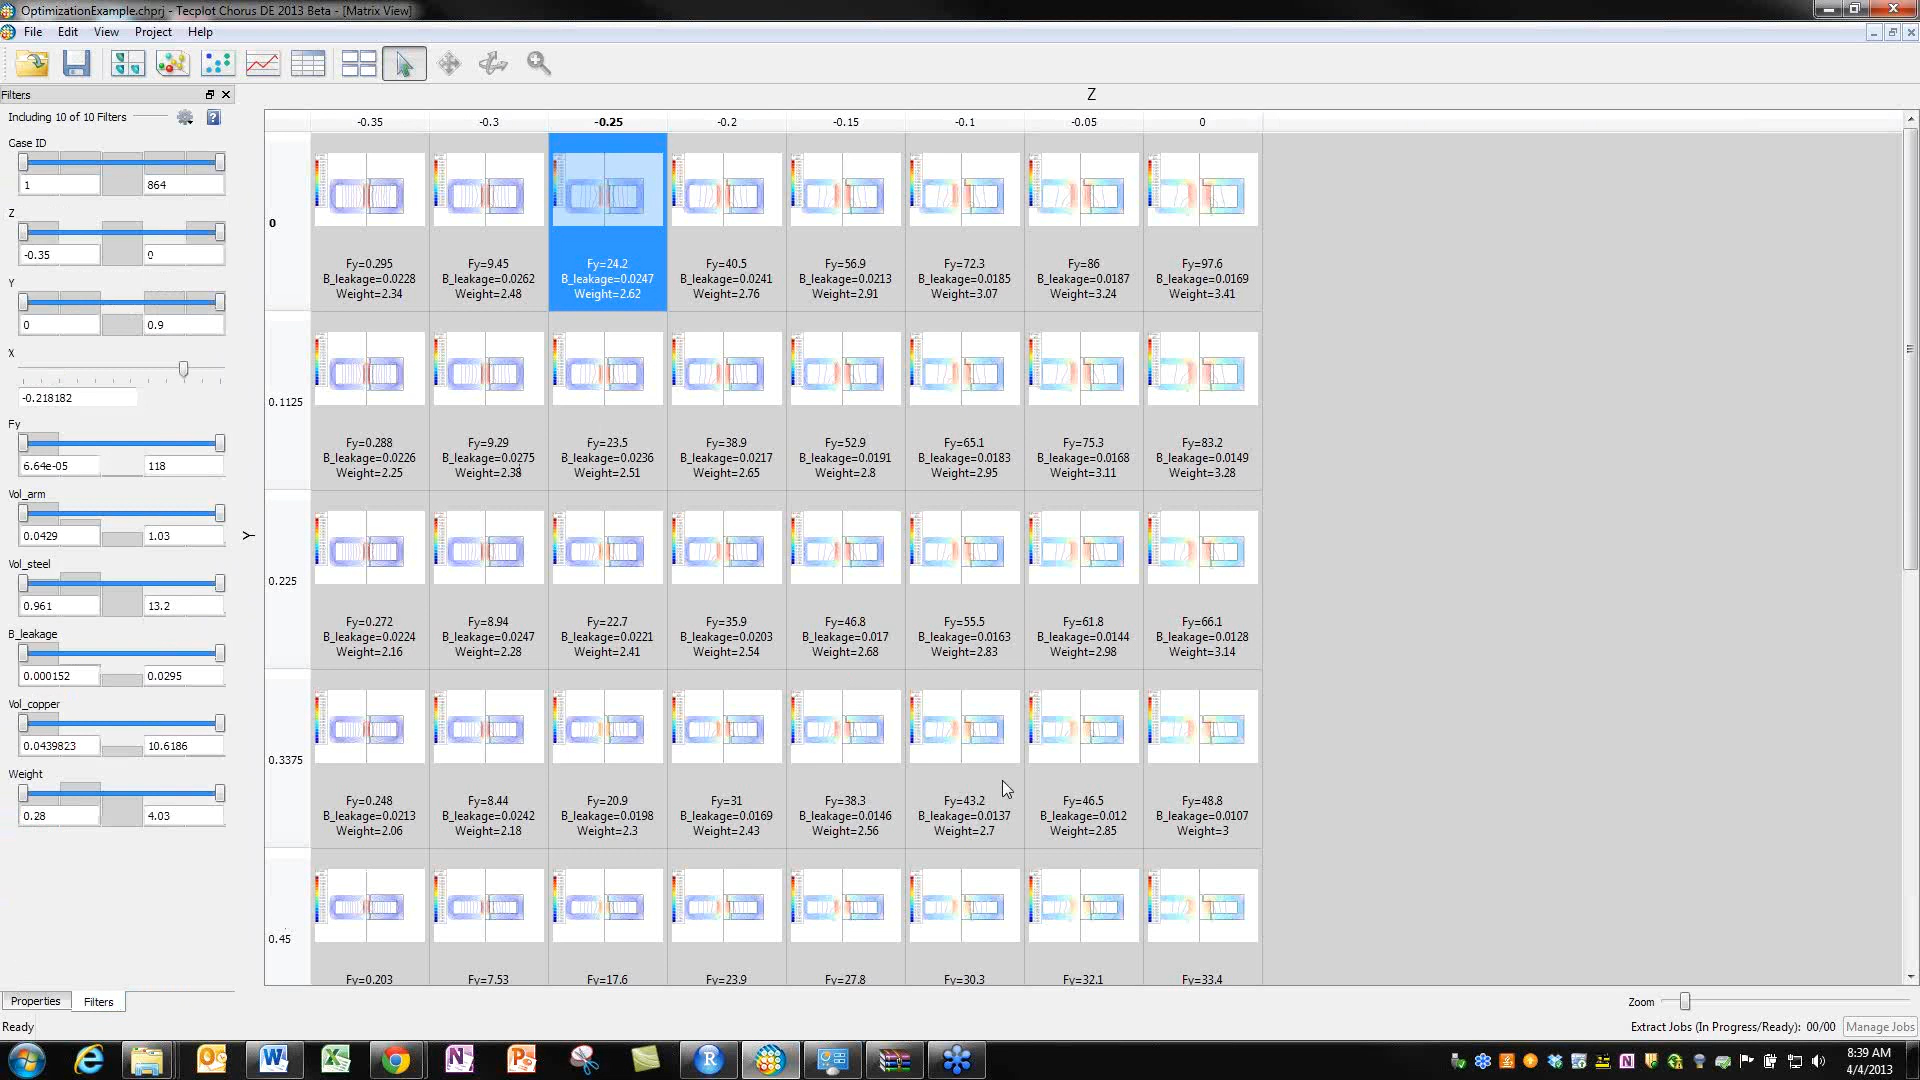 OptimizationExample.chprj - Tecplot Chorus DE 2013 Beta - [Matrix View]
File Edit View Project Help
Filters
Including 10 of 10 Filters
Case ID
1 864
Z
-0.35 0
Y
0 0.9
X
-0.218182
Fy
6.64e-05 118
Vol_arm
0.0429 1.03
Vol_steel
0.961 13.2
B_leakage
0.000152 0.0295
Vol_copper
0.0439823 10.6186
Weight
0.28 4.03
Properties Filters
Z
-0.35 -0.3 -0.25 -0.2 -0.15 -0.1 -0.05 0
Y
0
Fy=0.295 Fy=9.45 Fy=24.2 Fy=40.5 Fy=56.9 Fy=72.3 Fy=86 Fy=97.6
B_leakage=0.0228 B_leakage=0.0262 B_leakage=0.0247 B_leakage=0.0241 B_leakage=0.0213 B_leakage=0.0185 B_leakage=0.0187 B_leakage=0.0169
Weight=2.34 Weight=2.48 Weight=2.62 Weight=2.76 Weight=2.91 Weight=3.07 Weight=3.24 Weight=3.41
0.1125
Fy=0.288 Fy=9.29 Fy=23.5 Fy=38.9 Fy=52.9 Fy=65.1 Fy=75.3 Fy=83.2
B_leakage=0.0226 B_leakage=0.0275 B_leakage=0.0236 B_leakage=0.0217 B_leakage=0.0191 B_leakage=0.0183 B_leakage=0.0168 B_leakage=0.0149
Weight=2.25 Weight=2.38 Weight=2.51 Weight=2.65 Weight=2.8 Weight=2.95 Weight=3.11 Weight=3.28
0.225
Fy=0.272 Fy=8.94 Fy=22.7 Fy=35.9 Fy=46.8 Fy=55.5 Fy=61.8 Fy=66.1
B_leakage=0.0224 B_leakage=0.0247 B_leakage=0.0221 B_leakage=0.0203 B_leakage=0.017 B_leakage=0.0163 B_leakage=0.0144 B_leakage=0.0128
Weight=2.16 Weight=2.28 Weight=2.41 Weight=2.54 Weight=2.68 Weight=2.83 Weight=2.98 Weight=3.14
0.3375
Fy=0.248 Fy=8.44 Fy=20.9 Fy=31 Fy=38.3 Fy=43.2 Fy=46.5 Fy=48.8
B_leakage=0.0213 B_leakage=0.0242 B_leakage=0.0198 B_leakage=0.0169 B_leakage=0.0146 B_leakage=0.0137 B_leakage=0.012 B_leakage=0.0107
Weight=2.06 Weight=2.18 Weight=2.3 Weight=2.43 Weight=2.56 Weight=2.7 Weight=2.85 Weight=3
0.45
Fy=0.203 Fy=7.53 Fy=17.6 Fy=23.9 Fy=27.8 Fy=30.3 Fy=32.1 Fy=33.4
Zoom
Ready
Extract Jobs (In Progress/Ready): 00/00 Manage Jobs
8:39 AM
4/4/2013